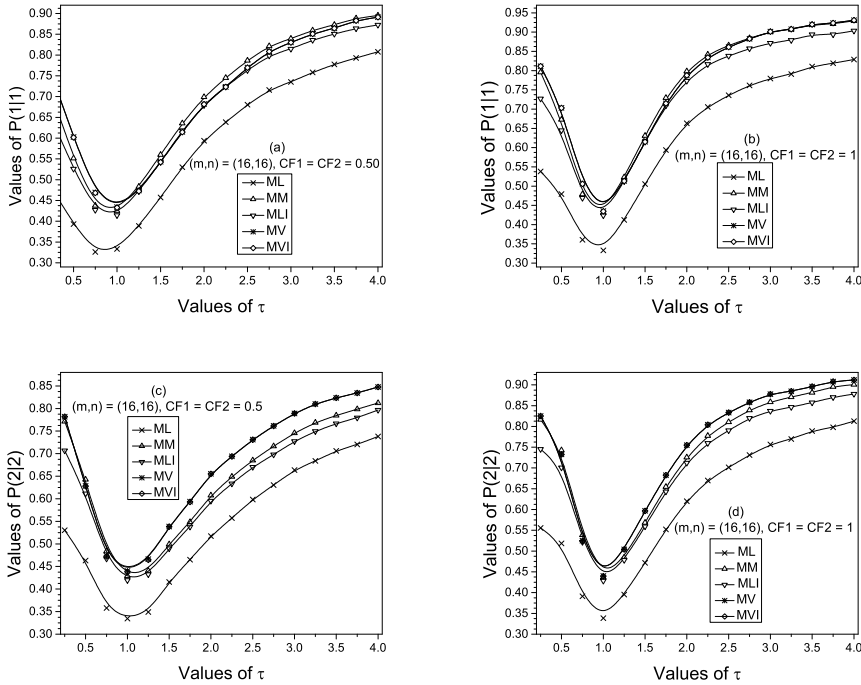 0.90
0.85
0.80
0.75
0.70
0.65
0.60
0.55
0.50
0.45
0.40
0.35
0.30
Values of P(1|1)
(a)
(m,n) = (16,16), CF1 = CF2 = 0.50
ML
MM
MLI
MV
MVI
0.5 1.0 1.5 2.0 2.5 3.0 3.5 4.0
Values of τ
0.95
0.90
0.85
0.80
0.75
0.70
0.65
0.60
0.55
0.50
0.45
0.40
0.35
0.30
Values of P(1|1)
(b)
(m,n) = (16,16), CF1 = CF2 = 1
ML
MM
MLI
MV
MVI
0.5 1.0 1.5 2.0 2.5 3.0 3.5 4.0
Values of τ
0.85
0.80
0.75
0.70
0.65
0.60
0.55
0.50
0.45
0.40
0.35
0.30
Values of P(2|2)
(c)
(m,n) = (16,16), CF1 = CF2 = 0.5
ML
MM
MLI
MV
MVI
0.5 1.0 1.5 2.0 2.5 3.0 3.5 4.0
Values of τ
0.90
0.85
0.80
0.75
0.70
0.65
0.60
0.55
0.50
0.45
0.40
0.35
0.30
Values of P(2|2)
(d)
(m,n) = (16,16), CF1 = CF2 = 1
ML
MM
MLI
MV
MVI
0.5 1.0 1.5 2.0 2.5 3.0 3.5 4.0
Values of τ